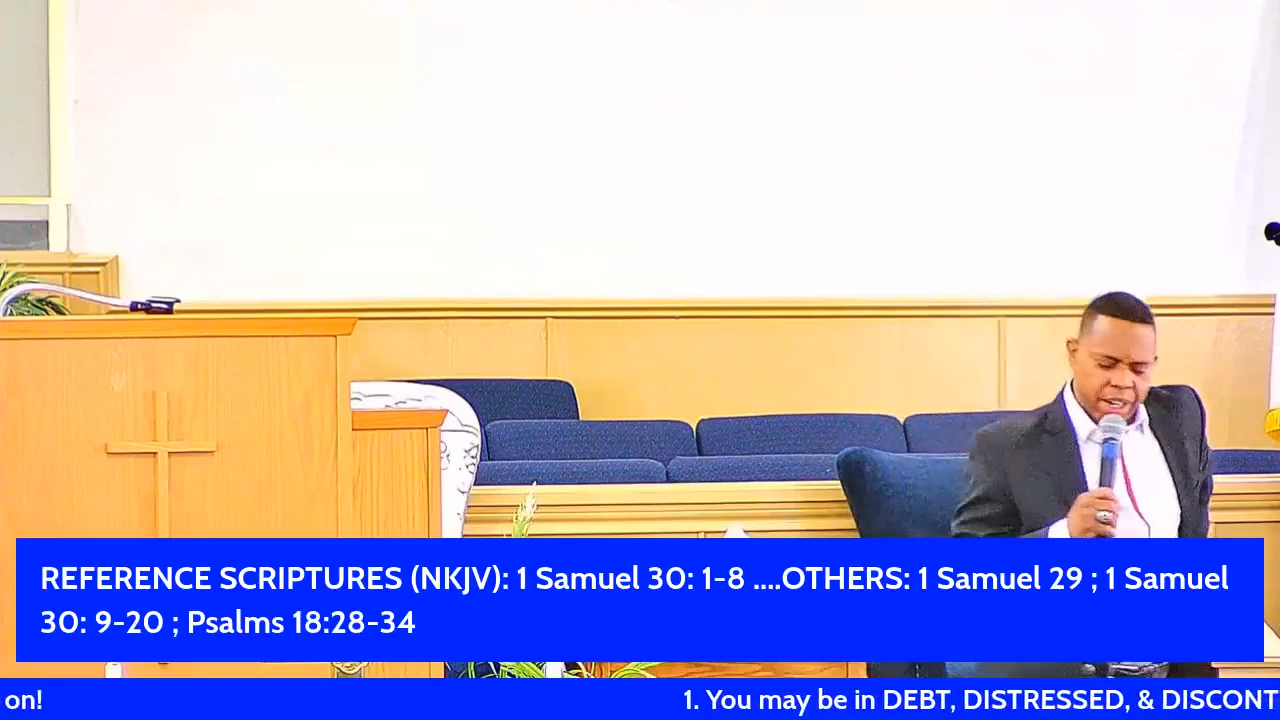 REFERENCE SCRIPTURES (NKJV): 1 Samuel 30: 1-8 ....OTHERS: 1 Samuel 29 ; 1 Samuel
30: 9-20 ; Psalms 18:28-34
on! 1. You may be in DEBT, DISTRESSED, & DISCONT